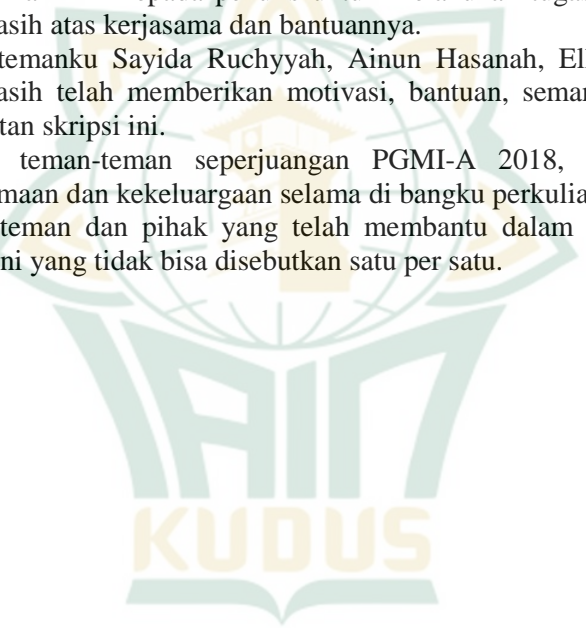 asih atas kerjasama dan bantuannya.
temanku Sayida Ruchyyah, Ainun Hasanah,
asih telah memberikan motivasi, bantuan,
tan skripsi ini.
teman-teman seperjuangan PGMI-A 2018,
maan dan kekeluargaan selama di bangku
teman dan pihak yang telah membantu dalam
ni yang tidak bisa disebutkan satu per satu.
IAIN
KUDUS